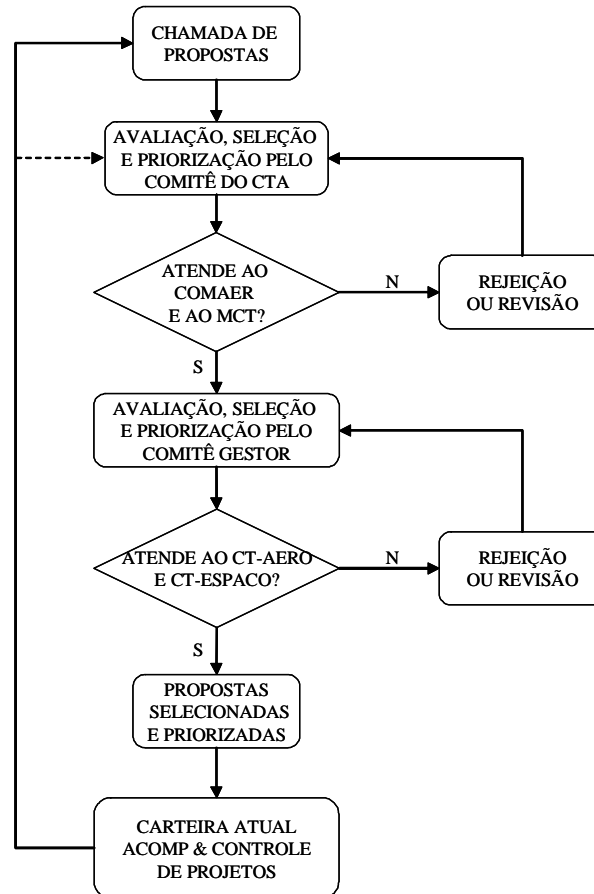 CHAMADA DE
PROPOSTAS
AVALIAÇÃO, SELEÇÃO
E PRIORIZAÇÃO PELO
COMITÊ DO CTA
ATENDE AO
COMAER
E AO MCT?
N
REJEIÇÃO
OU REVISÃO
S
AVALIAÇÃO, SELEÇÃO
E PRIORIZAÇÃO PELO
COMITÊ GESTOR
ATENDE AO CT-AERO
E CT-ESPACO?
N
REJEIÇÃO
OU REVISÃO
S
PROPOSTAS
SELECIONADAS
E PRIORIZADAS
CARTEIRA ATUAL
ACOMP & CONTROLE
DE PROJETOS